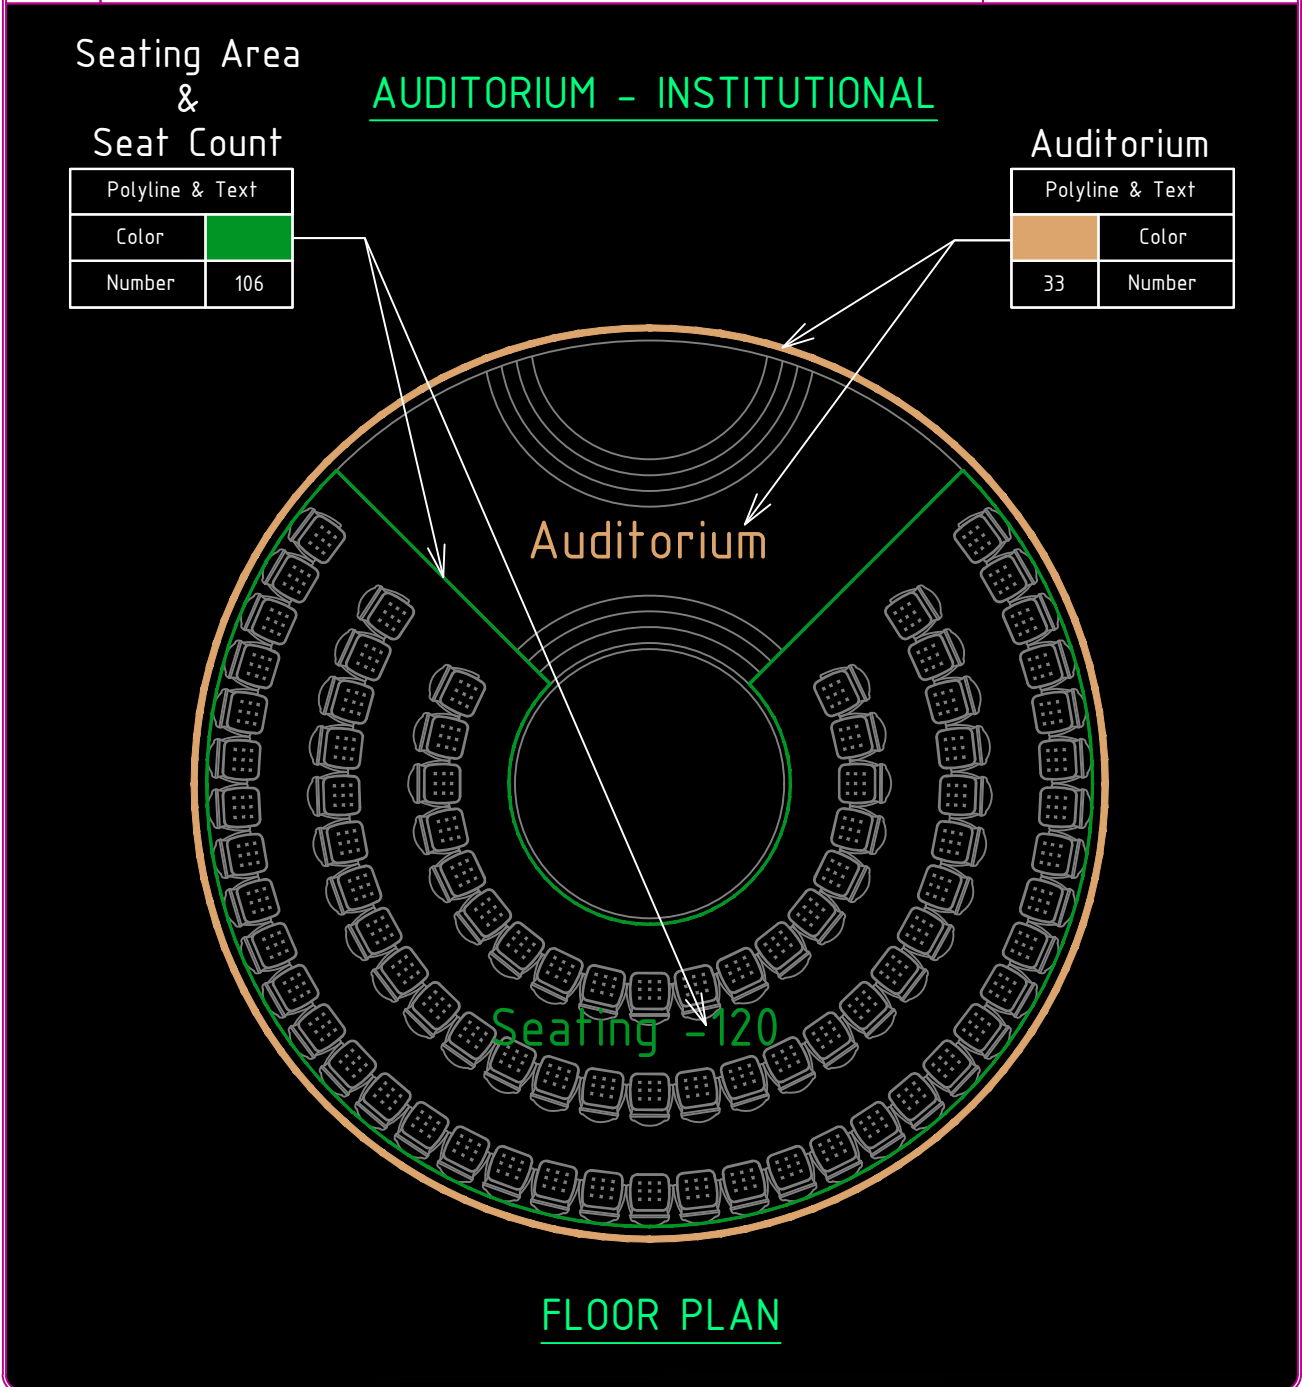 Seating Area
&
Seat Count
AUDITORIUM - INSTITUTIONAL
Auditorium
Polyline & Text
Color
Number 106
Polyline & Text
Color
33 Number
Auditorium
Seating -120
FLOOR PLAN